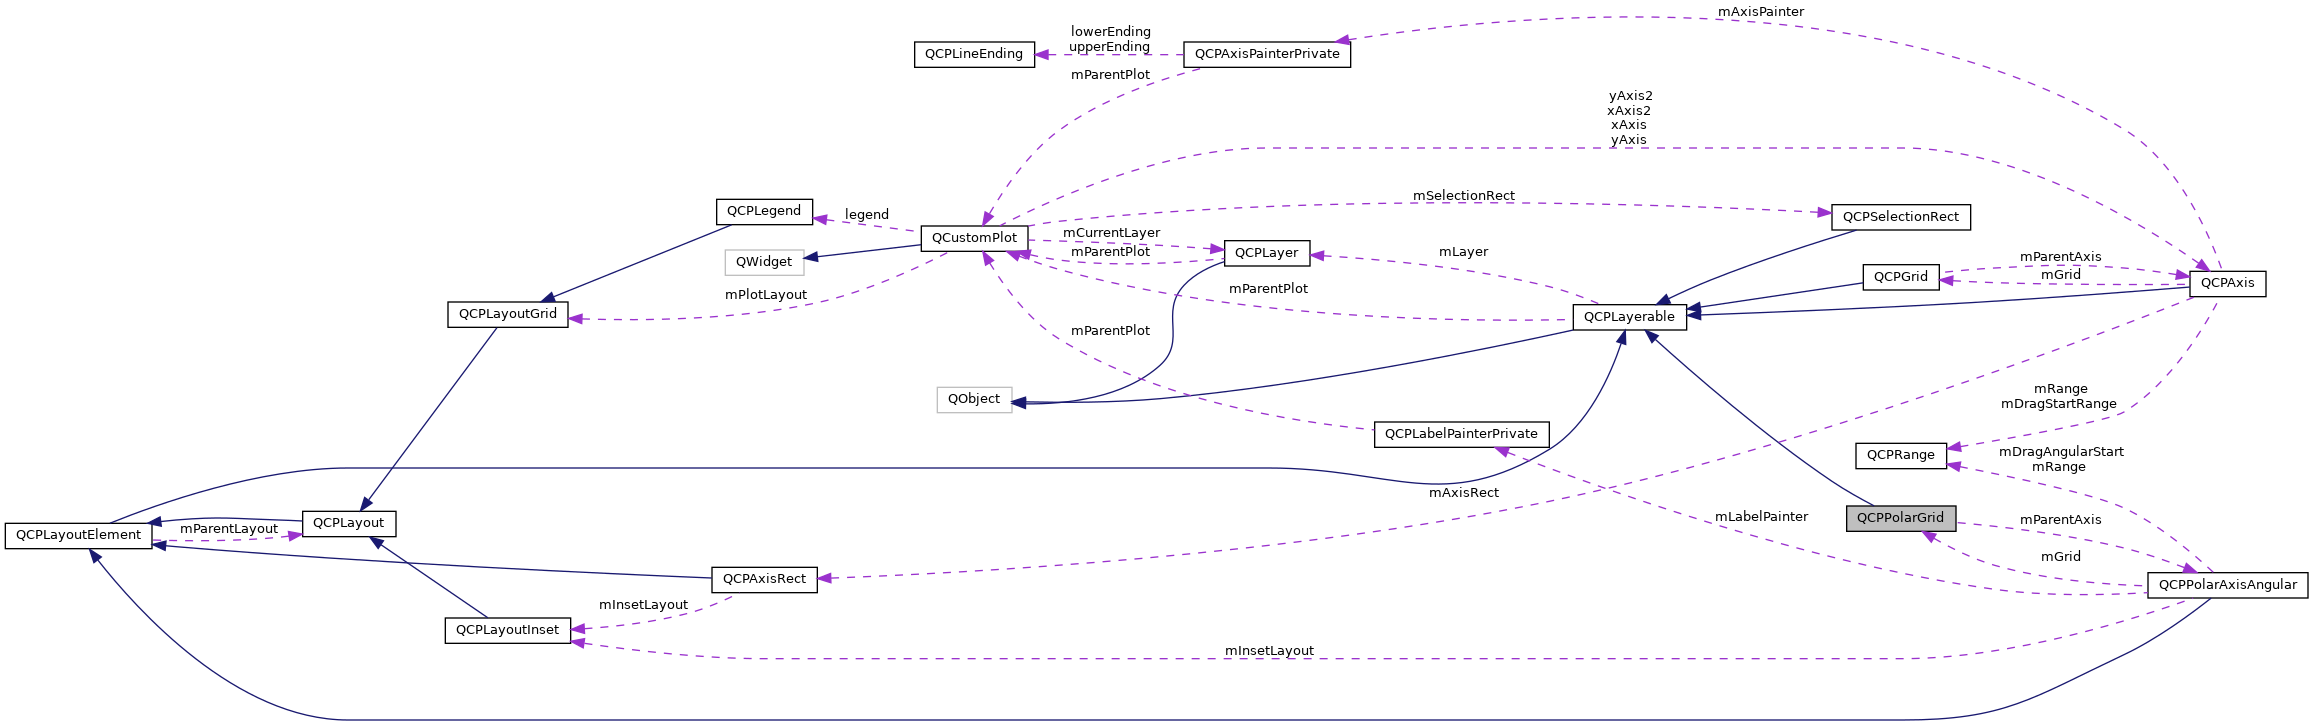 mAxisPainter
lowerEnding
upperEnding
QCPLineEnding
QCPAxisPainterPrivate
mParentPlot
yAxis2
xAxis2
xAxis
yAxis
mSelectionRect
QCPLegend
legend
QCPSelectionRect
QCustomPlot
mCurrentLayer
mParentPlot
QCPLayer
mLayer
QWidget
mParentAxis
mGrid
QCPGrid
QCPAxis
mPlotLayout
mParentPlot
QCPLayoutGrid
QCPLayerable
mParentPlot
QObject
mRange
mDragStartRange
QCPLabelPainterPrivate
QCPRange
mDragAngularStart
mRange
mAxisRect
QCPLayout
mLabelPainter
QCPPolarGrid
mParentAxis
QCPLayoutElement
mParentLayout
mGrid
QCPAxisRect
QCPPolarAxisAngular
mInsetLayout
QCPLayoutInset
mInsetLayout